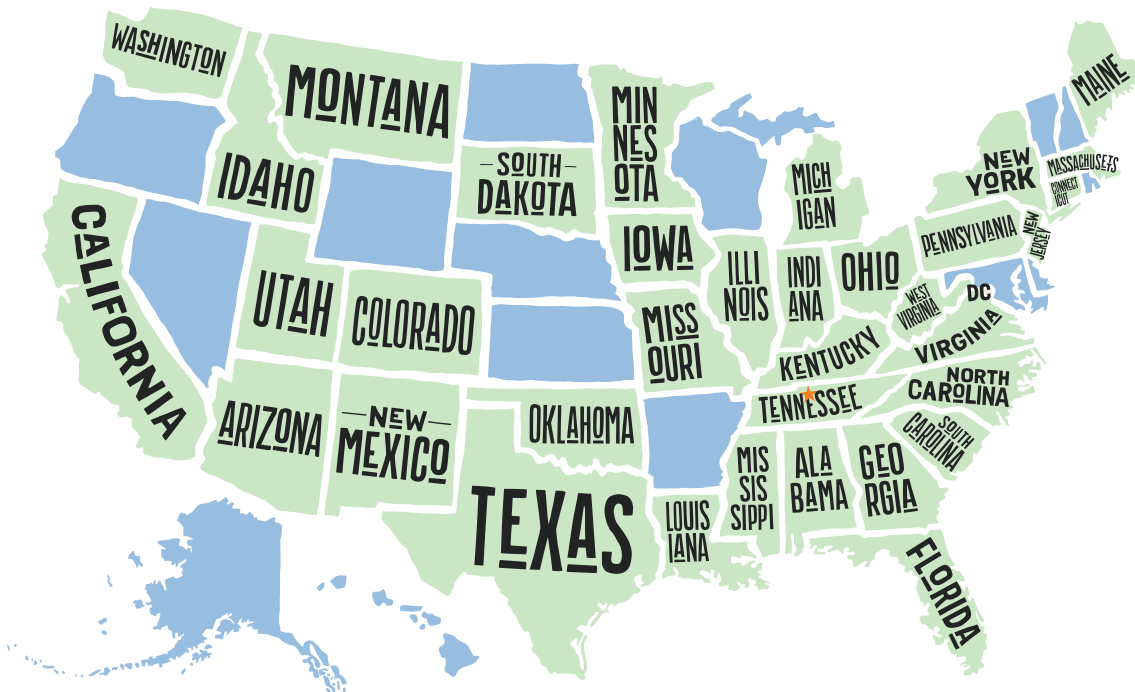 WASHINGTON
MONTANA
IDAHO
SOUTH
DAKOTA
MIN
NES
OTA
MICH
IGAN
MAINE
NEW
YORK
MASSACHUSETS
CONNECT
ICUT
CALIFORNIA
UTAH
COLORADO
IOWA
ILLI
NOIS
INDI
ANA
OHIO
PENNSYLVANIA
NEW
JERSEY
WEST
VIRGINIA
DC
VIRGINIA
MISS
OURI
KENTUCKY
ARIZONA
NEW
MEXICO
OKLAHOMA
TENNESSEE
NORTH
CAROLINA
SOUTH
CAROLINA
TEXAS
LOUIS
IANA
MIS
SIS
SIPPI
ALA
BAMA
GEO
RGIA
FLORIDA